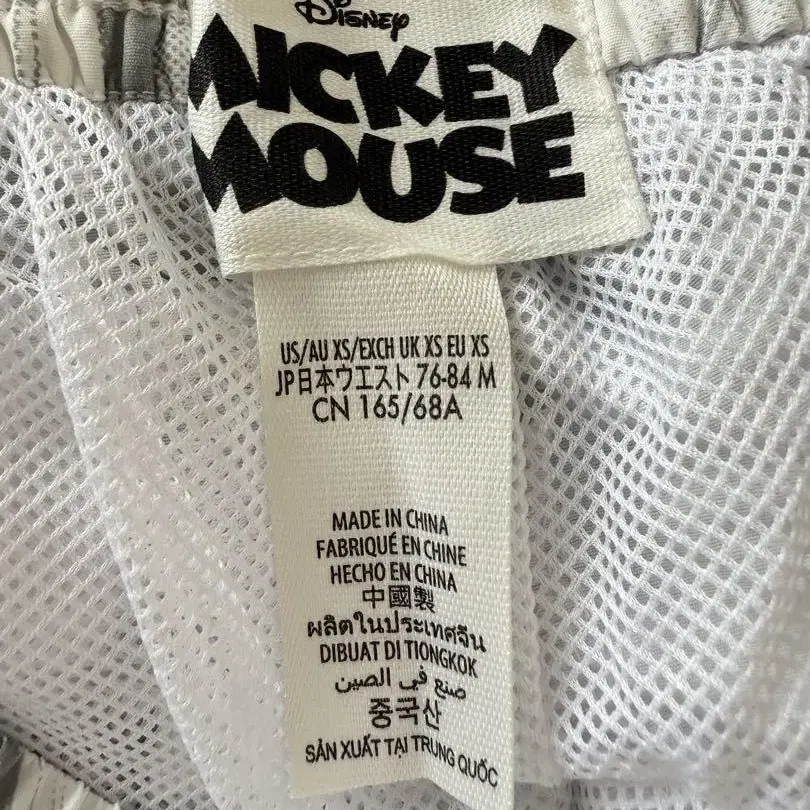 Disney
MICKEY
MOUSE
US/AU XS/EXCH UK XS EU XS
JP日本ウエスト 76-84 M
CN 165/68A
MADE IN CHINA
FABRIQUÉ EN CHINE
HECHO EN CHINA
中國製
ผลิตในประเทศจีน
DIBUAT DI TIONGKOK
صنع في الصين
중국산
SẢN XUẤT TẠI TRUNG QUỐC